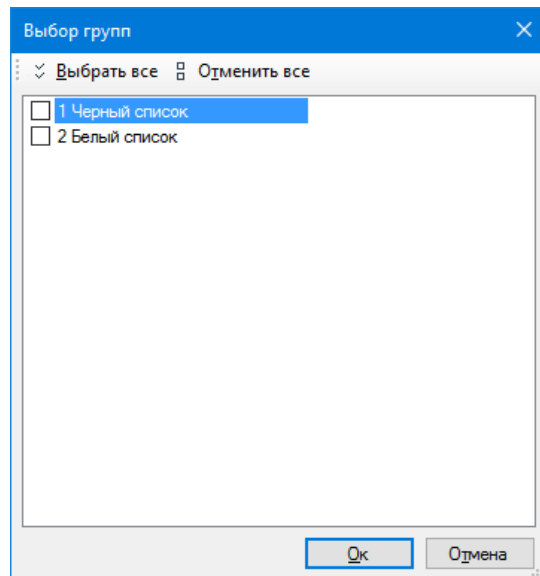 Выбор групп
Выбрать все Отменить все
1 Черный список
2 Белый список
Ок Отмена